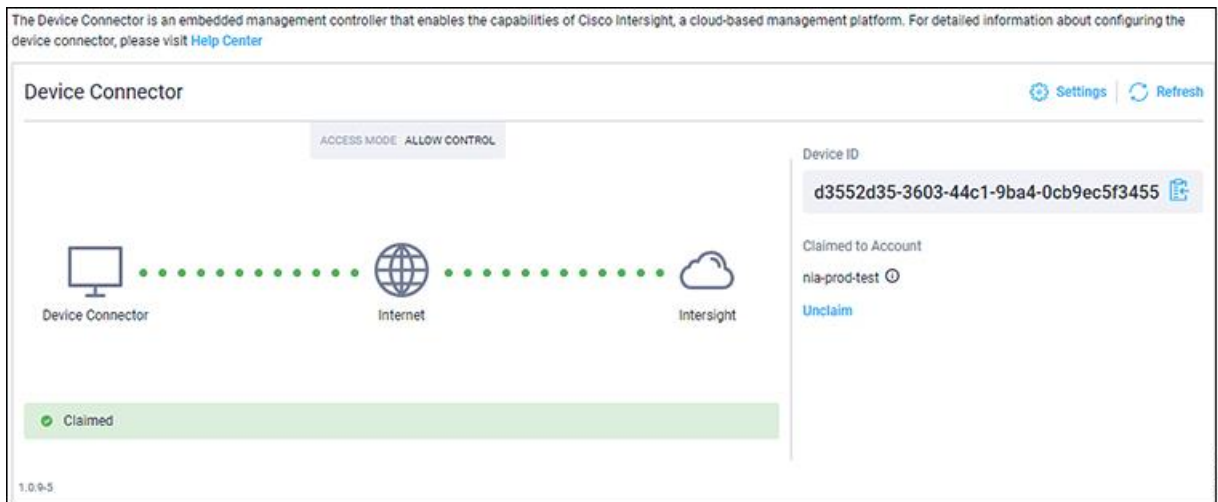 The Device Connector is an embedded management controller that enables the capabilities of Cisco Intersight, a cloud-based management platform. For detailed information about configuring the
device connector, please visit Help Center
Device Connector
Settings
Refresh
ACCESS MODE ALLOW CONTROL
Device ID
d3552d35-3603-44c1-9ba4-0cb9ec5f3455
Claimed to Account
nia-prod-test
Unclaim
Device Connector
Internet
Intersight
Claimed
1.0.9-5